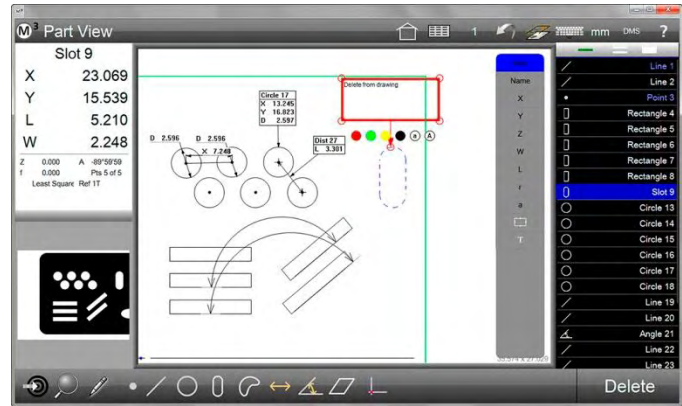 M³ Part View
1
mm
DMS
?
Slot 9
X 23.069
Y 15.539
L 5.210
W 2.248
Z 0.000 A -89°59'59
f 0.000 Pts 5 of 5
Least Square Ref 1T
Delete from drawing
Circle 17
X 13.245
Y 16.823
D 2.597
a A
D 2.596 D 2.596
X 7.248
Dist 27
L 3.301
Name
X
Y
Z
W
L
r
a
T
Line 1
Line 2
Point 3
Rectangle 4
Rectangle 5
Rectangle 6
Rectangle 7
Rectangle 8
Slot 9
Circle 13
Circle 14
Circle 15
Circle 16
Circle 17
Circle 18
Line 19
Line 20
Angle 21
Line 22
Line 23
Delete